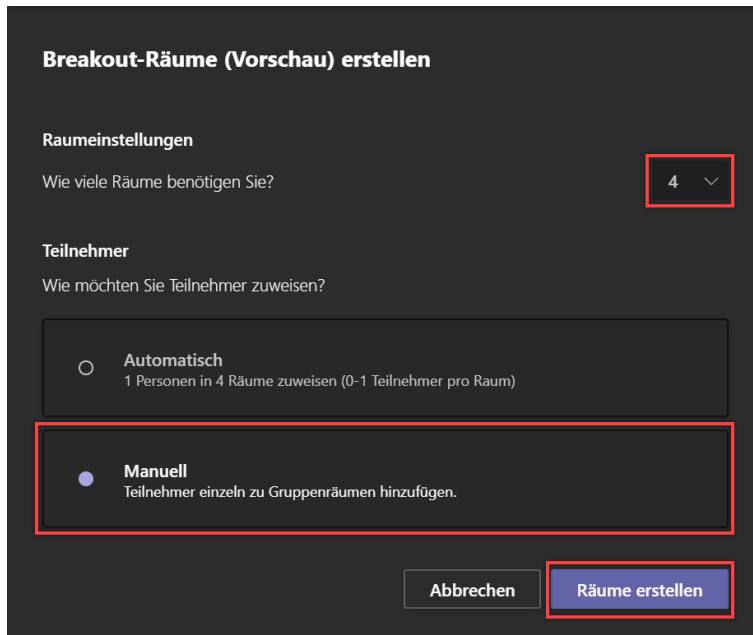 Breakout-Räume (Vorschau) erstellen
Raumeinstellungen
Wie viele Räume benötigen Sie?
4
Teilnehmer
Wie möchten Sie Teilnehmer zuweisen?
Automatisch
1 Personen in 4 Räume zuweisen (0-1 Teilnehmer pro Raum)
Manuell
Teilnehmer einzeln zu Gruppenräumen hinzufügen.
Abbrechen
Räume erstellen